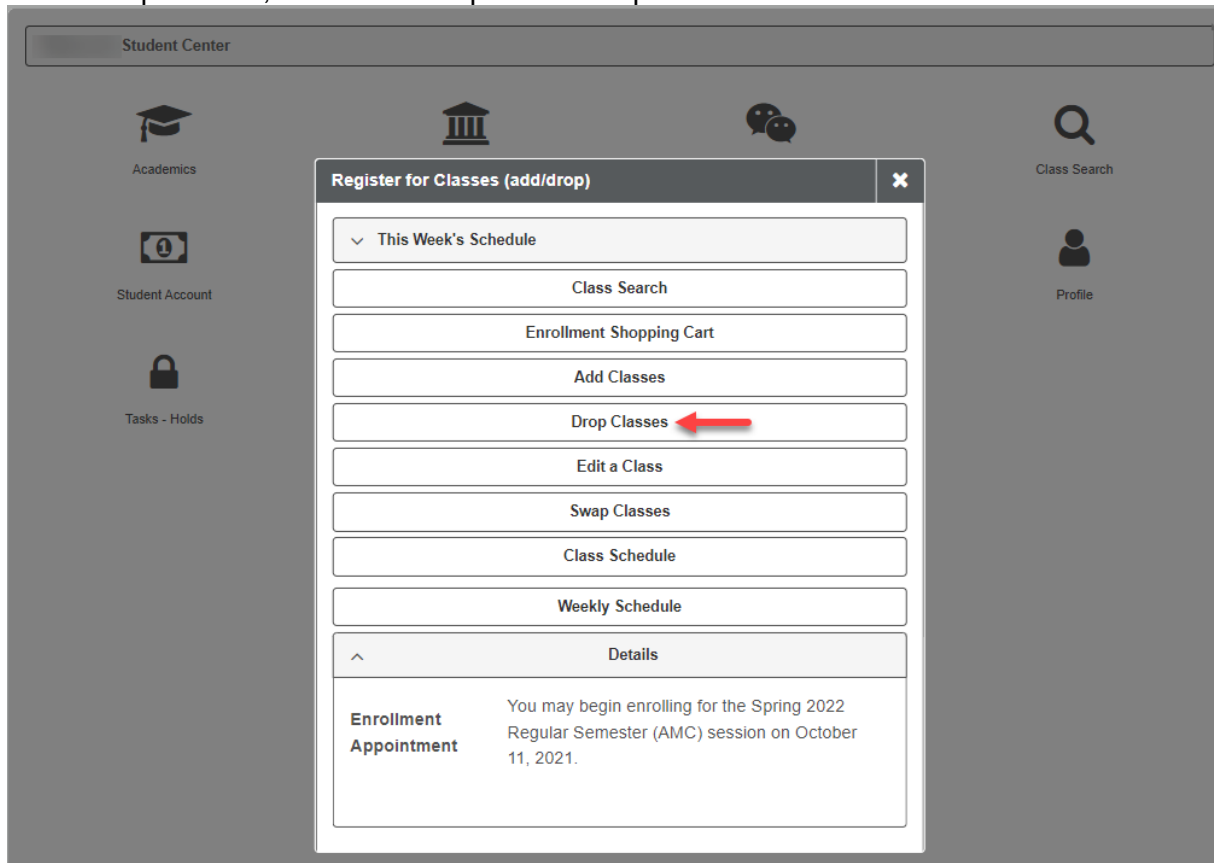 Student Center
Academics
Class Search
Register for Classes (add/drop)
This Week's Schedule
Class Search
Student Account
Profile
Enrollment Shopping Cart
Add Classes
Tasks - Holds
Drop Classes
Edit a Class
Swap Classes
Class Schedule
Weekly Schedule
Details
Enrollment Appointment
You may begin enrolling for the Spring 2022
Regular Semester (AMC) session on October
11, 2021.